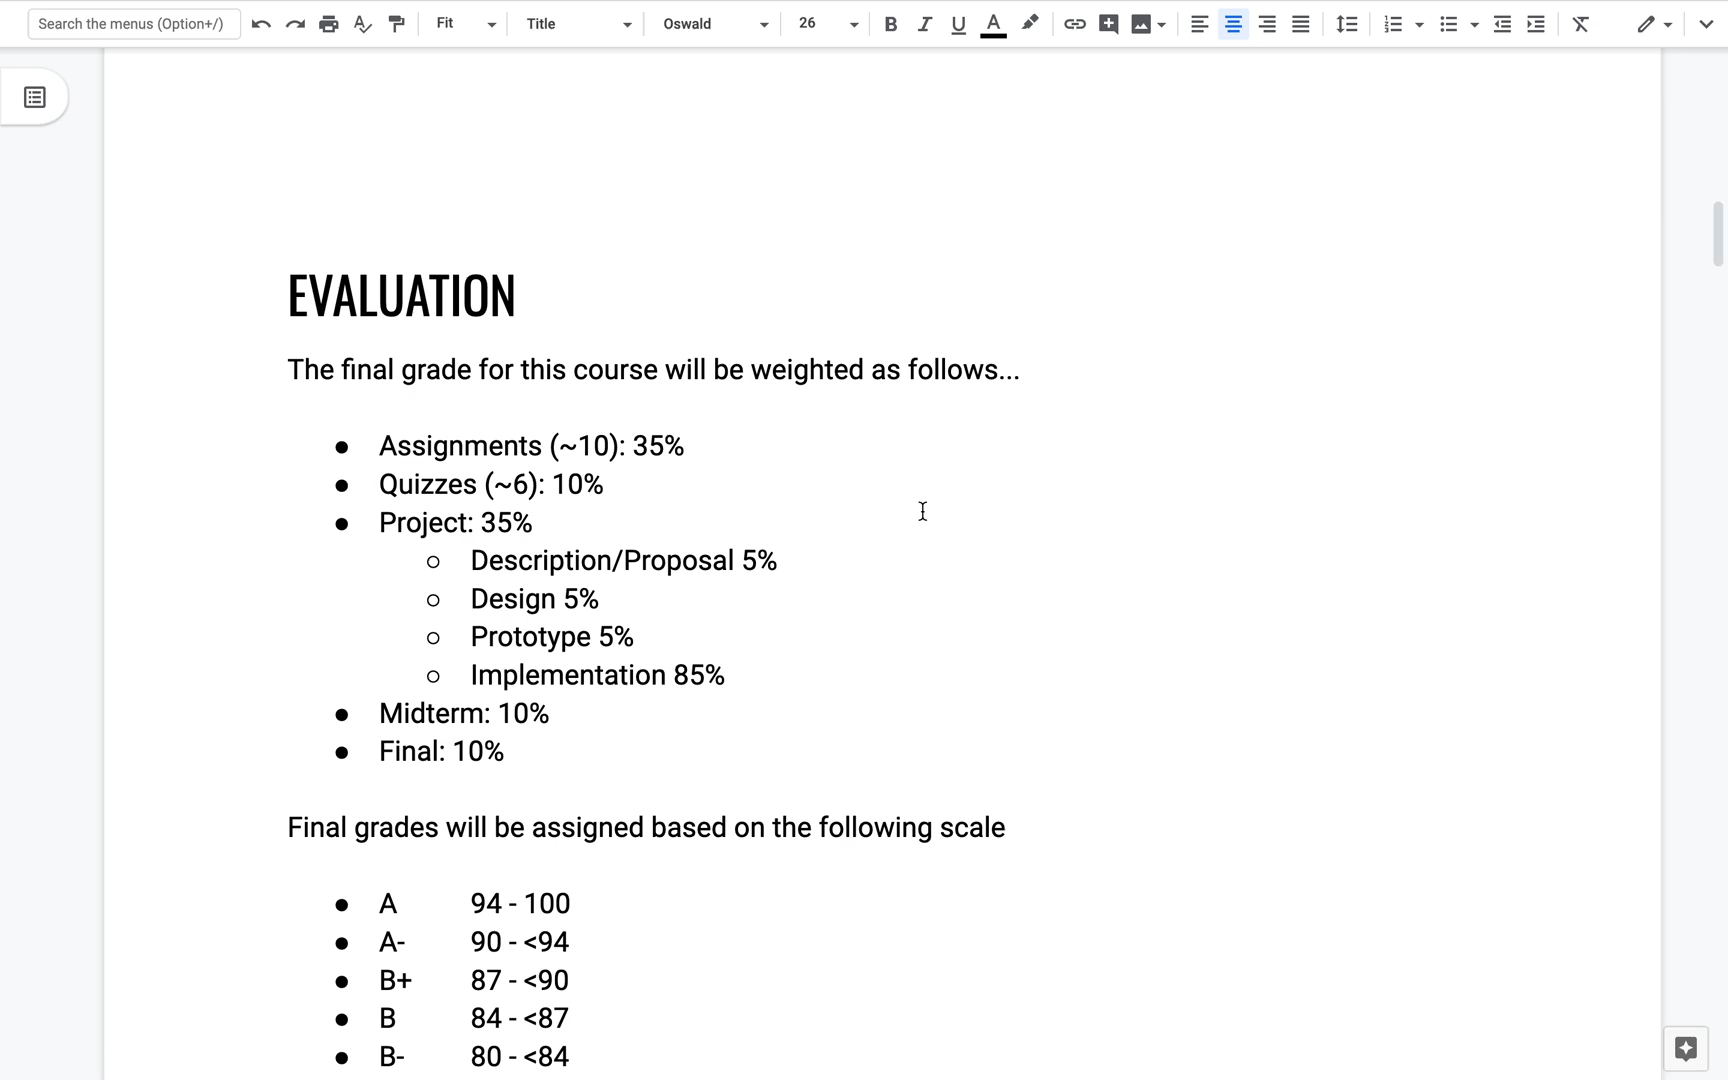 Search the menus (Option+/) Fit Title Oswald 26 B I U A
EVALUATION
The final grade for this course will be weighted as follows...
● Assignments (~10): 35%
● Quizzes (~6): 10%
● Project: 35%
○ Description/Proposal 5%
○ Design 5%
○ Prototype 5%
○ Implementation 85%
● Midterm: 10%
● Final: 10%
Final grades will be assigned based on the following scale
● A 94 - 100
● A- 90 - <94
● B+ 87 - <90
● B 84 - <87
● B- 80 - <84